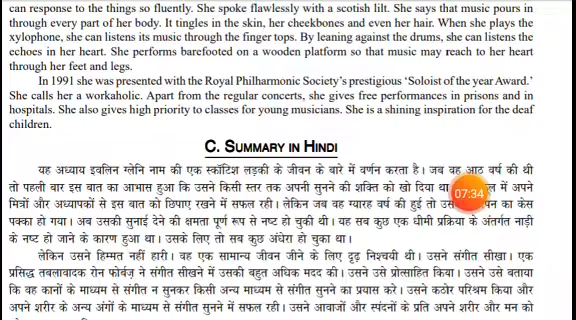 can response to the things so fluently. She spoke flawlessly with a scotish lilt. She says that music pours in
through every part of her body. It tingles in the skin, her cheekbones and even her hair. When she plays the
xylophone, she can listens its music through the finger tops. By leaning against the drums, she can listens the
echoes in her heart. She performs barefooted on a wooden platform so that music may reach to her heart
through her feet and legs.
In 1991 she was presented with the Royal Philharmonic Society's prestigious ‘Soloist of the year Award.’
She calls her a workaholic. Apart from the regular concerts, she gives free performances in prisons and in
hospitals. She also gives high priority to classes for young musicians. She is a shining inspiration for the deaf
children.
C. SUMMARY IN HINDI
यह अध्याय इवलिन ग्लेनि नाम की एक स्कॉटिश लड़की के जीवन के बारे में वर्णन करता है। जब वह आठ वर्ष की थी
तो पहली बार इस बात का आभास हुआ कि उसने किसी स्तर तक अपनी सुनने की शक्ति को खो दिया था में अपने
07:34
मित्रों और अध्यापकों से इस बात को छिपाए रखने में सफल रही। लेकिन जब वह ग्यारह वर्ष की हुई तो का केस
पक्का हो गया। अब उसकी सुनाई देने की क्षमता पूर्ण रूप से नष्ट हो चुकी थी। यह सब कुछ एक धीमी प्रक्रिया के अंतर्गत नाड़ी
के नष्ट हो जाने के कारण हुआ था। उसके लिए तो सब कुछ अंधेरा हो चुका था।
लेकिन उसने हिम्मत नहीं हारी। वह एक सामान्य जीवन जीने के लिए दृढ़ निश्चयी थी। उसने संगीत सीखा। एक
प्रसिद्ध तबलावादक रोन फोर्बज़ ने संगीत सीखने में उसकी बहुत अधिक मदद की। उसने उसे प्रोत्साहित किया। उसने उसे बताया
कि वह कानों के माध्यम से संगीत न सुनकर किसी अन्य माध्यम से संगीत सुनने का प्रयास करे। उसने कठोर परिश्रम किया और
अपने शरीर के अन्य अंगों के माध्यम से संगीत सुनने में सफल रही। उसने आवाजों और स्पंदनों के प्रति अपने शरीर और मन को